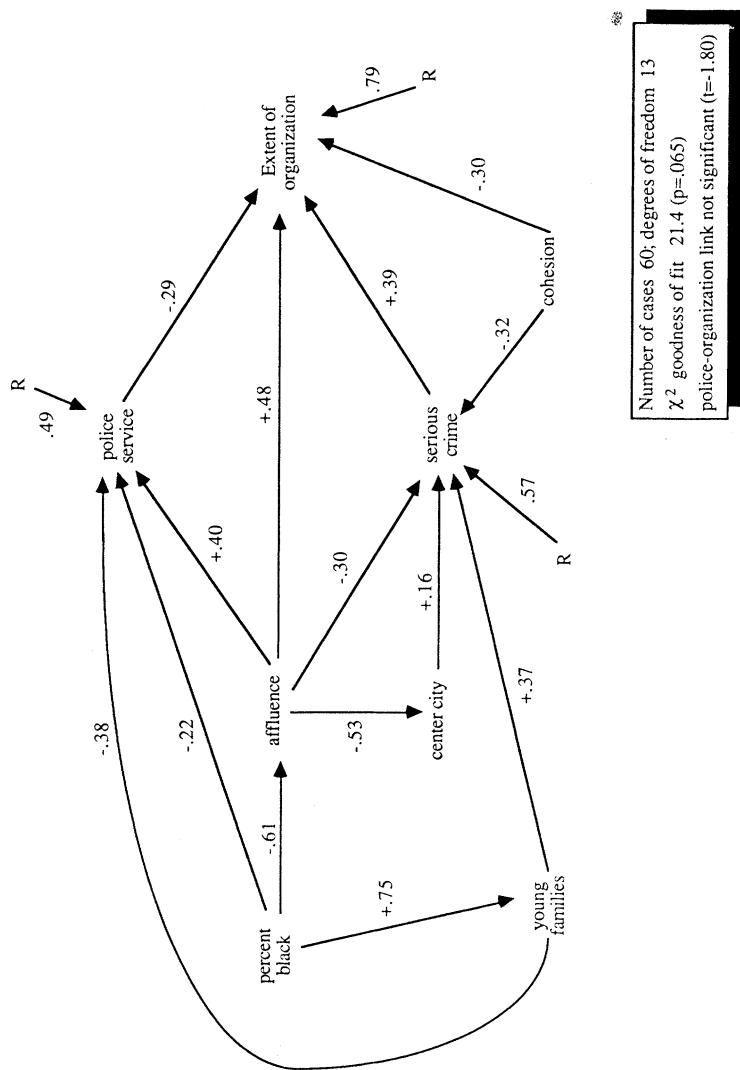 R
.49
police
service
-.38
-.22
+.40
-.29
percent
black
-.61
affluence
+.48
Extent of
organization
.79
R
+.75
-.53
-.30
+.39
-.30
center city
+.16
serious
crime
-.32
cohesion
young
families
+.37
.57
R
Number of cases 60; degrees of freedom 13
χ² goodness of fit 21.4 (p=.065)
police-organization link not significant (t=-1.80)